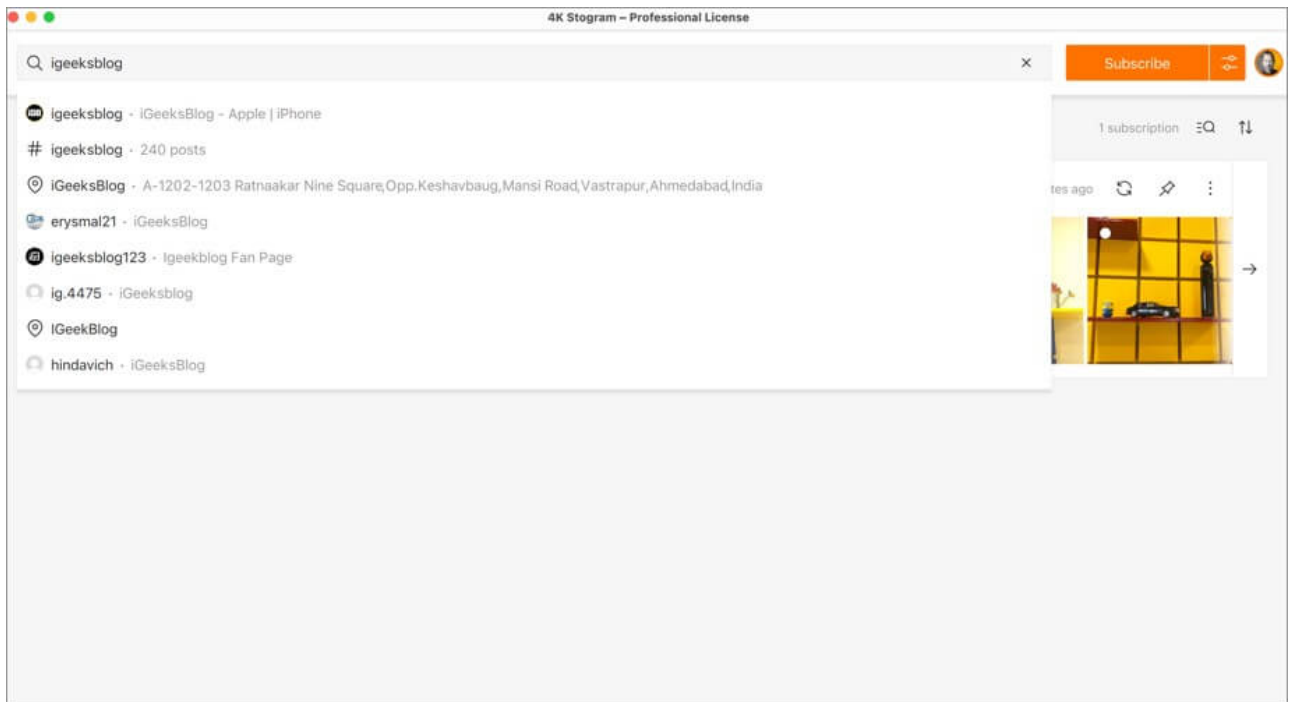 4K Stogram – Professional License
igeeksblog
Subscribe
igeeksblog - iGeeksBlog - Apple | iPhone
# igeeksblog - 240 posts
1 subscription
iGeeksBlog - A-1202-1203 Ratnaakar Nine Square,Opp.Keshavbaug,Mansi Road,Vastrapur,Ahmedabad,India
ago
erysmal21 - iGeeksBlog
igeeksblog123 - Igeekblog Fan Page
ig.4475 - iGeeksblog
IGeekBlog
hindavich - iGeeksBlog